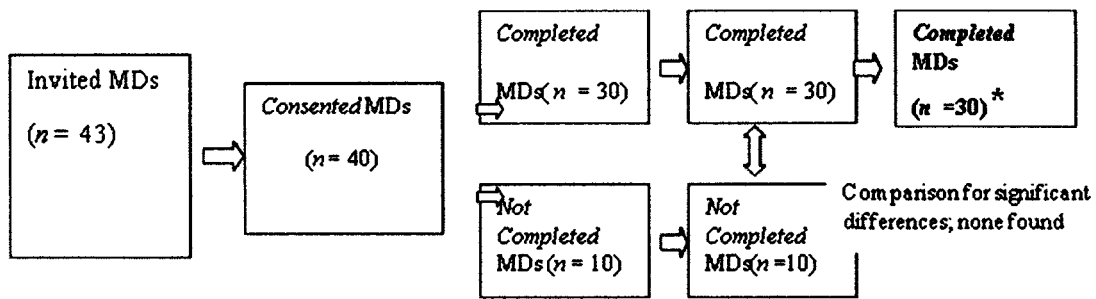 Invited MDs
(n = 43)
Consented MDs
(n = 40)
Completed
MDs(n = 30)
Completed
MDs(n = 30)
Completed
MDs
(n =30)*
Not
Completed
MDs(n = 10)
Not
Completed
MDs(n=10)
Comparison for significant
differences; none found